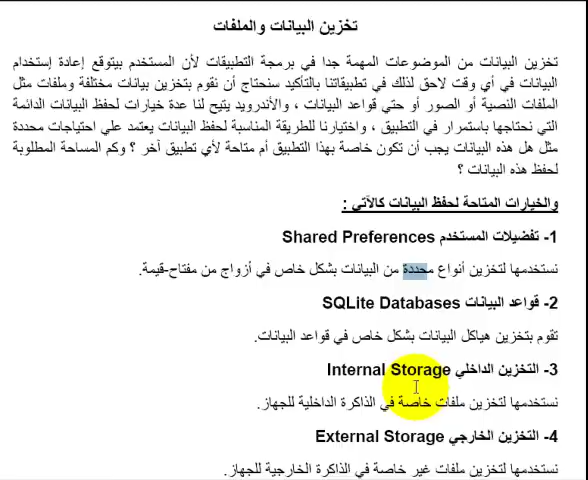 تخزين البيانات والملفات
تخزين البيانات من الموضوعات المهمة جدا في برمجة التطبيقات لأن المستخدم بيتوقع إعادة إستخدام
البيانات في أي وقت لاحق لذلك في تطبيقاتنا بالتأكيد سنحتاج أن نقوم بتخزين بيانات مختلفة وملفات مثل
الملفات النصية أو الصور أو حتي قواعد البيانات ، والأندرويد يتيح لنا عدة خيارات لحفظ البيانات الدائمة
التي نحتاجها باستمرار في التطبيق ، واختيارنا للطريقة المناسبة لحفظ البيانات يعتمد علي احتياجات محددة
مثل هل هذه البيانات يجب أن تكون خاصة بهذا التطبيق أم متاحة لأي تطبيق أخر ؟ وكم المساحة المطلوبة
لحفظ هذه البيانات ؟
والخيارات المتاحة لحفظ البيانات كالآتي :
1- تفضيلات المستخدم Shared Preferences
نستخدمها لتخزين أنواع محددة من البيانات بشكل خاص في أزواج من مفتاح-قيمة.
2- قواعد البيانات SQLite Databases
تقوم بتخزين هياكل البيانات بشكل خاص في قواعد البيانات.
3- التخزين الداخلي Internal Storage
نستخدمها لتخزين ملفات خاصة في الذاكرة الداخلية للجهاز.
4- التخزين الخارجي External Storage
نستخدمها لتخزين ملفات غير خاصة في الذاكرة الخارجية للجهاز.